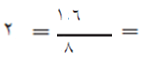 ٢ = ١٠٦ / ٨ =